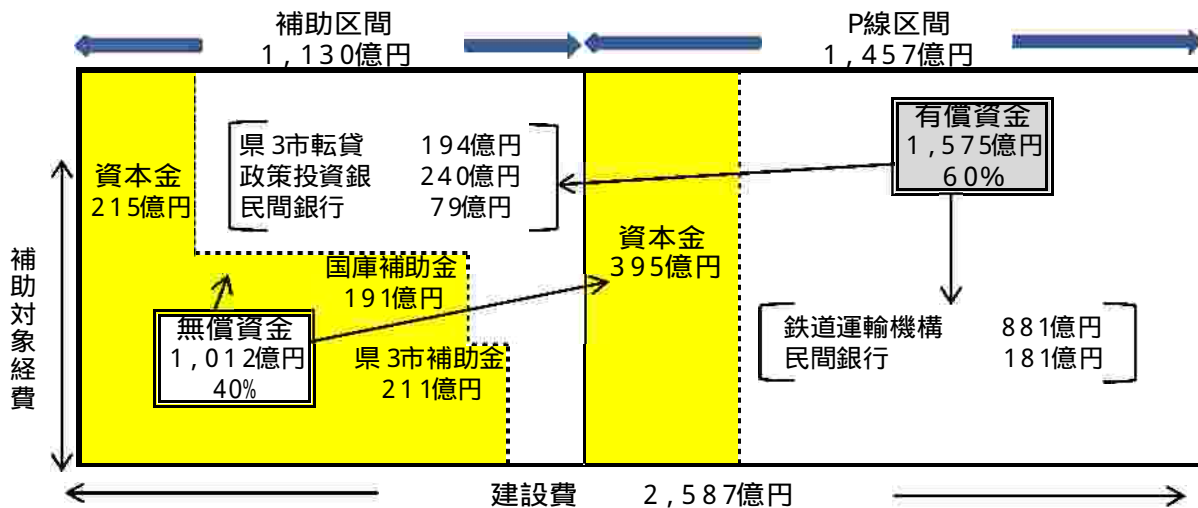 補助区間
1,130億円
P線区間
1,457億円
県3市転貸 194億円
政策投資銀 240億円
民間銀行 79億円
有償資金
1,575億円
60%
資本金
215億円
資本金
395億円
補助対象経費
国庫補助金
191億円
無償資金
1,012億円
40%
県3市補助金
211億円
鉄道運輸機構 881億円
民間銀行 181億円
建設費 2,587億円